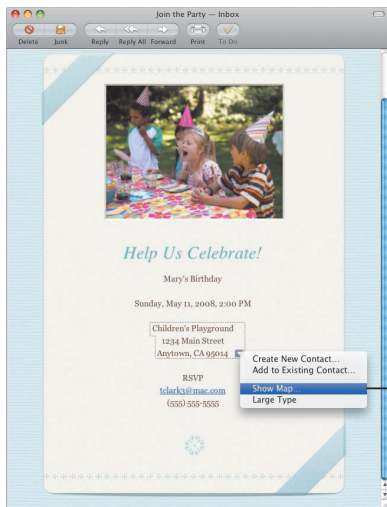 Join the Party — Inbox
Delete Junk Reply Reply All Forward Print To Do
Help Us Celebrate!
Mary's Birthday
Sunday, May 11, 2008, 2:00 PM
Children's Playground
1234 Main Street
Anytown, CA 95014
Create New Contact...
Add to Existing Contact...
Show Map...
Large Type
RSVP
tclark3@mac.com
(555) 555-5555